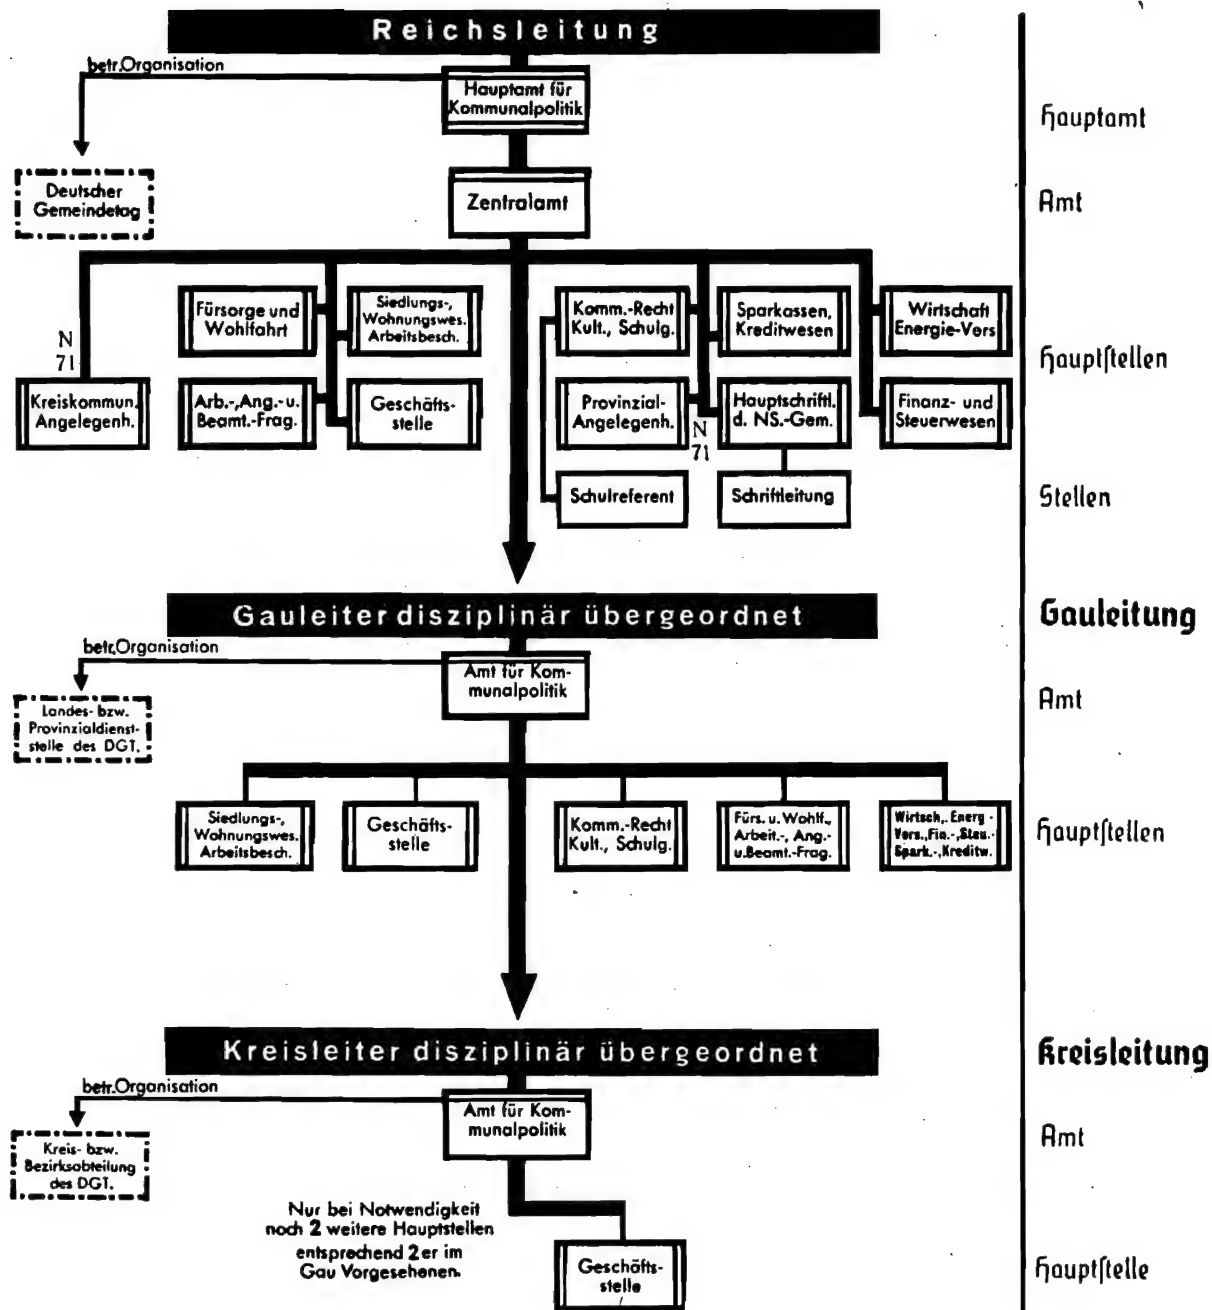 Reichsleitung
betr.Organisation
Hauptamt für
Kommunalpolitik
Hauptamt
Deutscher
Gemeindetag
Zentralamt
Amt
Fürsorge und
Wohlfahrt
Siedlungs-,
Wohnungswes.
Arbeitsbesch.
Komm.-Recht
Kult., Schulg.
Sparkassen,
Kreditwesen
Wirtschaft
Energie-Vers
N
71
Hauptstellen
Kreiskommun.
Angelegenh.
Arb.-,Ang.-u.
Beamt.-Frag.
Geschäfts-
stelle
Provinzial-
Angelegenh.
N
71
Hauptschriftl.
d. NS.-Gem.
Finanz- und
Steuerwesen
Schulreferent
Schriftleitung
Stellen
Gauleiter disziplinär übergeordnet
Gauleitung
betr.Organisation
Amt für Kom-
munalpolitik
Amt
Landes- bzw.
Provinzialdienst-
stelle des DGT.
Siedlungs-,
Wohnungswes.
Arbeitsbesch.
Geschäfts-
stelle
Komm.-Recht
Kult., Schulg.
Fürs. u. Wohlf.,
Arbeit.-, Ang.-
u.Beamt.-Frag.
Wirtsch,. Energ -
Vers.,Fin.-,Steu.-
Spark.-,Kreditw.
Hauptstellen
Kreisleiter disziplinär übergeordnet
Kreisleitung
betr.Organisation
Amt für Kom-
munalpolitik
Amt
Kreis- bzw.
Bezirksabteilung
des DGT.
Nur bei Notwendigkeit
noch 2 weitere Hauptstellen
entsprechend 2er im
Gau Vorgesehenen.
Geschäfts-
stelle
Hauptstelle